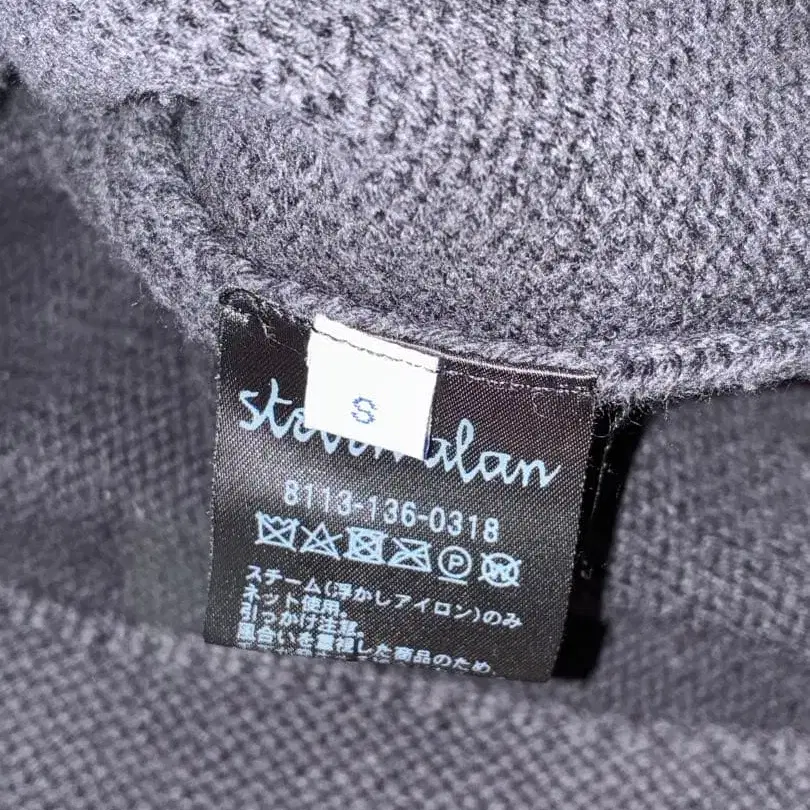 S
steven alan
8113-136-0318
P W
スチーム(浮かしアイロン)のみ
ネット使用。
引っかけ注意。
風合いを重視した商品のため、